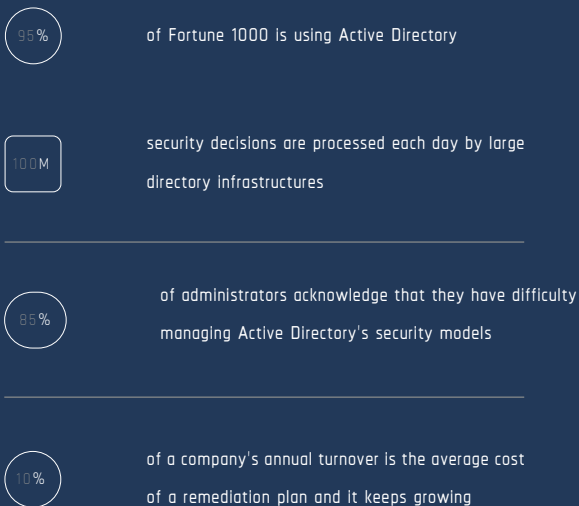 95% of Fortune 1000 is using Active Directory
100M security decisions are processed each day by large
directory infrastructures
85% of administrators acknowledge that they have difficulty
managing Active Directory's security models
10% of a company's annual turnover is the average cost
of a remediation plan and it keeps growing